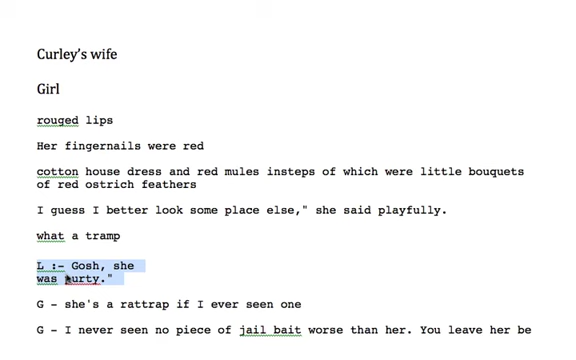 Curley’s wife
Girl
rouged lips
Her fingernails were red
cotton house dress and red mules insteps of which were little bouquets
of red ostrich feathers
I guess I better look some place else," she said playfully.
what a tramp
L :- Gosh, she
was purty."
G - she's a rattrap if I ever seen one
G - I never seen no piece of jail bait worse than her. You leave her be